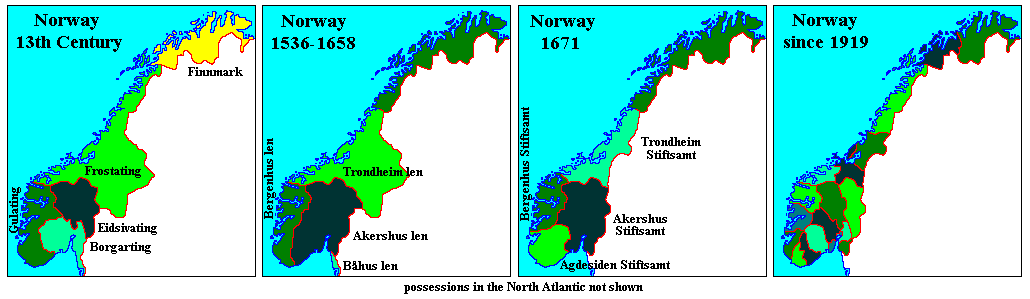 Norway
13th Century
Finnmark
Frostating
Gulating
Eidsivating
Borgarting
Norway
1536-1658
Bergenhus len
Trondheim len
Akershus len
Båhus len
Norway
1671
Bergenhus Stiftsamt
Trondheim
Stiftsamt
Akershus
Stiftsamt
Agdesiden Stiftsamt
Norway
since 1919
possessions in the North Atlantic not shown